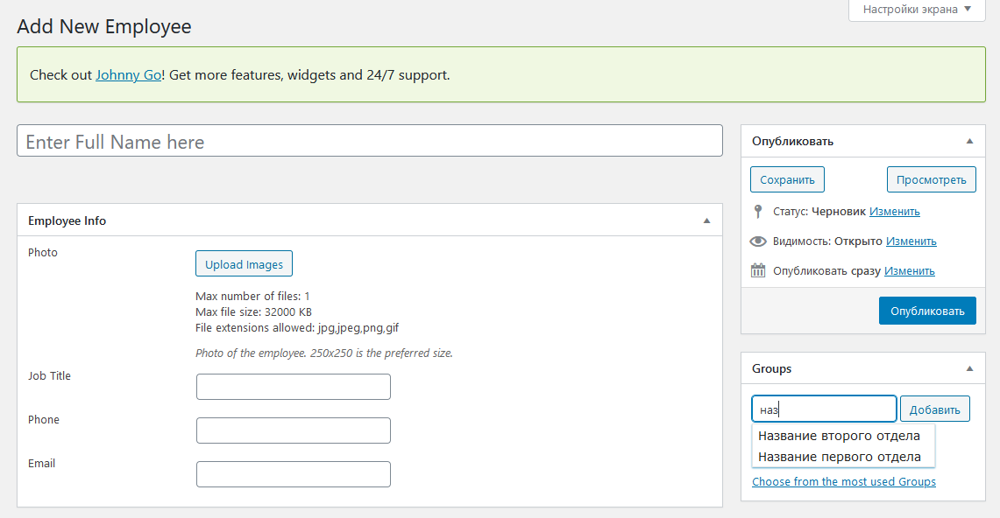 Настройки экрана
Add New Employee
Check out Johnny Go! Get more features, widgets and 24/7 support.
Enter Full Name here
Employee Info
Photo
Upload Images
Max number of files: 1
Max file size: 32000 KB
File extensions allowed: jpg,jpeg,png,gif
Photo of the employee. 250x250 is the preferred size.
Job Title
Phone
Email
Опубликовать
Сохранить
Просмотреть
Статус: Черновик Изменить
Видимость: Открыто Изменить
Опубликовать сразу Изменить
Опубликовать
Groups
наз
Добавить
Название второго отдела
Название первого отдела
Choose from the most used Groups